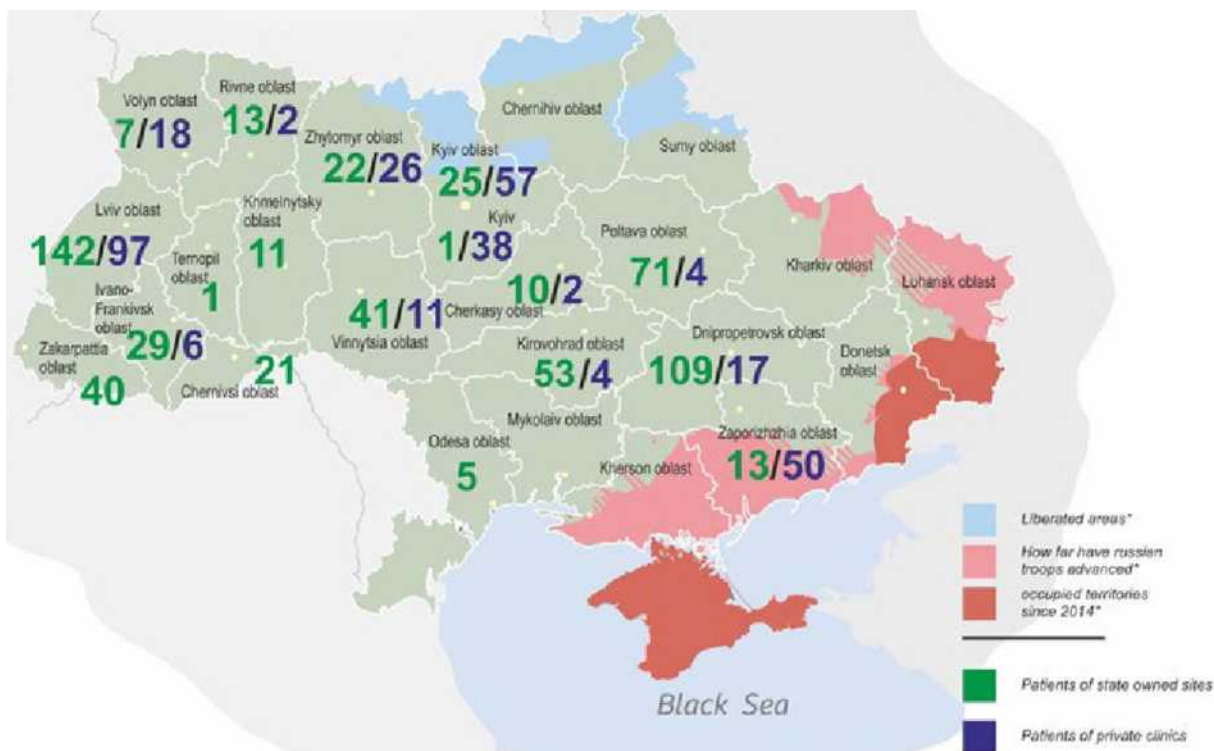 Volyn oblast
7/18
Rivne oblast
13/2
Zhytomyr oblast
22/26
Kyiv oblast
25/57
Chernihiv oblast
Sumy oblast
Lviv oblast
142/97
Khmelnytsky
oblast
11
Ternopil
oblast
1
Kyiv
1/38
Poltava oblast
71/4
Kharkiv oblast
Luhansk oblast
10/2
Cherkasy oblast
41/11
Vinnytsia oblast
Ivano-
Frankivsk
oblast
29/6
Zakarpattia
oblast
40
Chernivsi oblast
21
Kirovohrad oblast
53/4
Dnipropetrovsk oblast
109/17
Donetsk
oblast
Odesa oblast
5
Mykolaiv oblast
Kherson oblast
Zaporizhzhia oblast
13/50
Black Sea
Liberated areas*
How far have russian
troops advanced*
occupied territories
since 2014*
Patients of state owned sites
Patients of private clinics